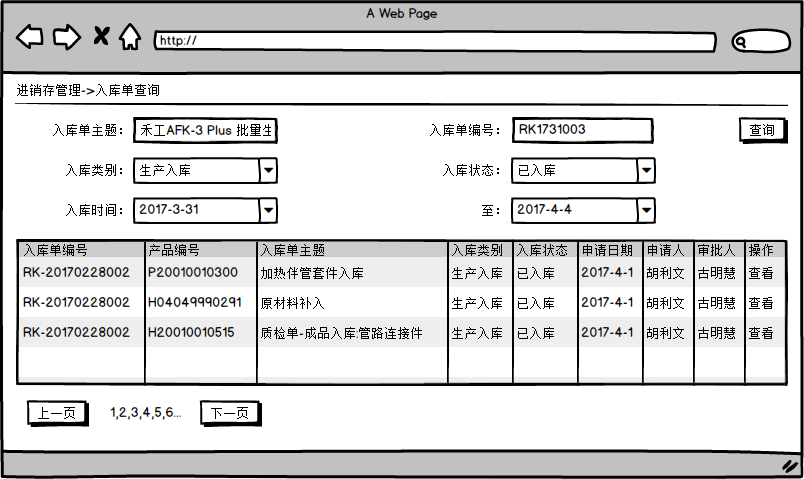 A Web Page
http://
进销存管理->入库单查询
入库单主题: 禾工AFK-3 Plus 批量生 入库单编号: RK1731003 查询
入库类别: 生产入库 入库状态: 已入库
入库时间: 2017-3-31 至: 2017-4-4
入库单编号 产品编号 入库单主题 入库类别 入库状态 申请日期 申请人 审批人 操作
RK-20170228002 P20010010300 加热伴管套件入库 生产入库 已入库 2017-4-1 胡利文 古明慧 查看
RK-20170228002 H04049990291 原材料补入 生产入库 已入库 2017-4-1 胡利文 古明慧 查看
RK-20170228002 H20010010515 质检单-成品入库:管路连接件 生产入库 已入库 2017-4-1 胡利文 古明慧 查看
上一页 1,2,3,4,5,6... 下一页